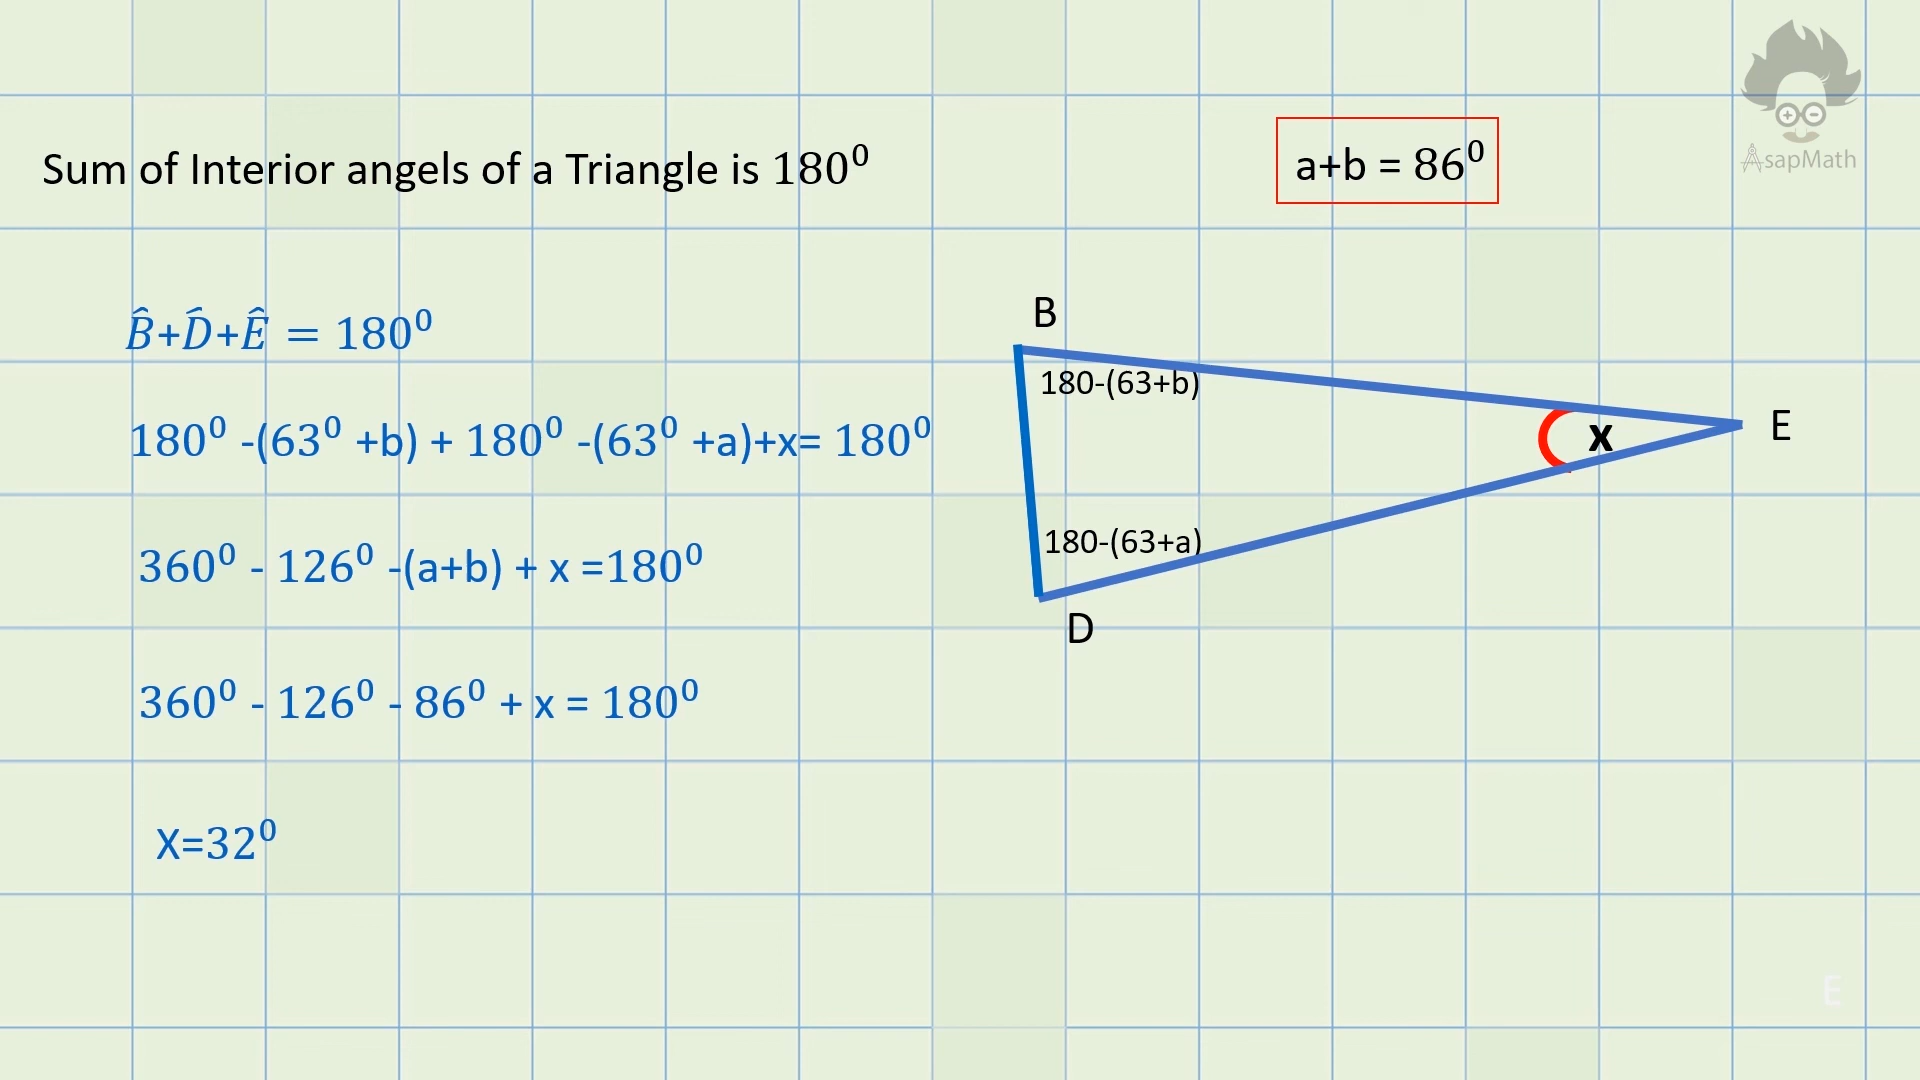 Sum of Interior angels of a Triangle is 180⁰
a+b = 86⁰
AsapMath
B̂+D́+Ê = 180⁰
180⁰ -(63⁰ +b) + 180⁰ -(63⁰ +a)+x= 180⁰
360⁰ - 126⁰ -(a+b) + x =180⁰
360⁰ - 126⁰ - 86⁰ + x = 180⁰
X=32⁰
B
180-(63+b)
x
E
180-(63+a)
D
E